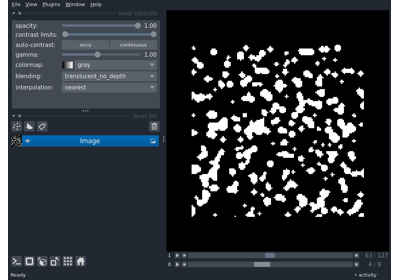 File View Plugins Window Help
layer controls
opacity: 1.00
contrast limits:
auto-contrast: once continuous
gamma: 1.00
colormap: gray
blending: translucent_no_depth
interpolation: nearest
layer list
Image
1 63 127
0 4 9
Ready activity